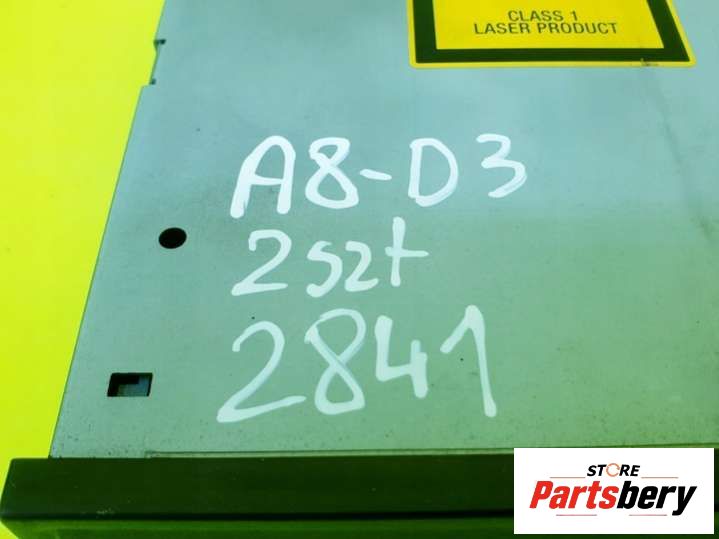 CLASS 1
LASER PRODUCT
A8-D3
2szt
2841
STORE
Partsbery